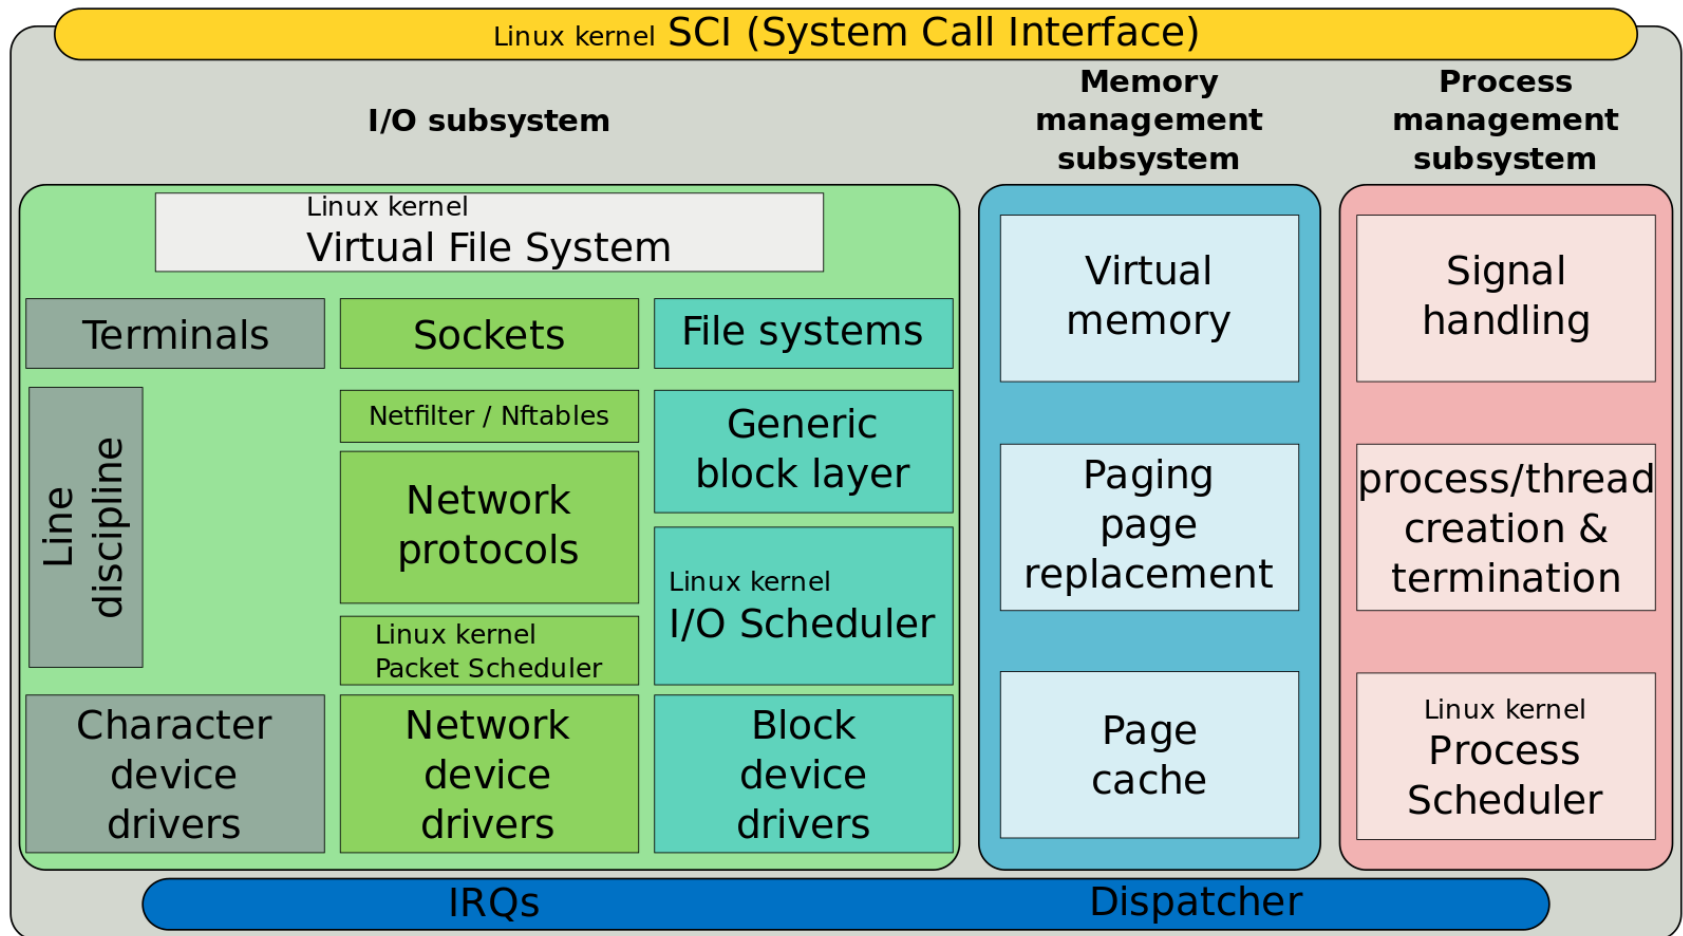 Linux kernel SCI (System Call Interface)
I/O subsystem
Memory
management
subsystem
Process
management
subsystem
Linux kernel
Virtual File System
Terminals
Sockets
File systems
Line
discipline
Netfilter / Nftables
Network
protocols
Linux kernel
Packet Scheduler
Generic
block layer
Linux kernel
I/O Scheduler
Character
device
drivers
Network
device
drivers
Block
device
drivers
Virtual
memory
Paging
page
replacement
Page
cache
Signal
handling
process/thread
creation &
termination
Linux kernel
Process
Scheduler
IRQs
Dispatcher